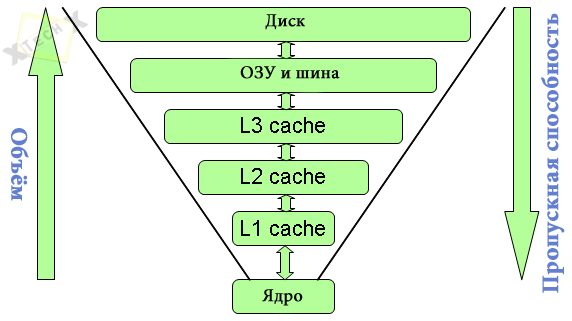 Диск
ОЗУ и шина
L3 cache
L2 cache
L1 cache
Ядро
Объём
Пропускная способность